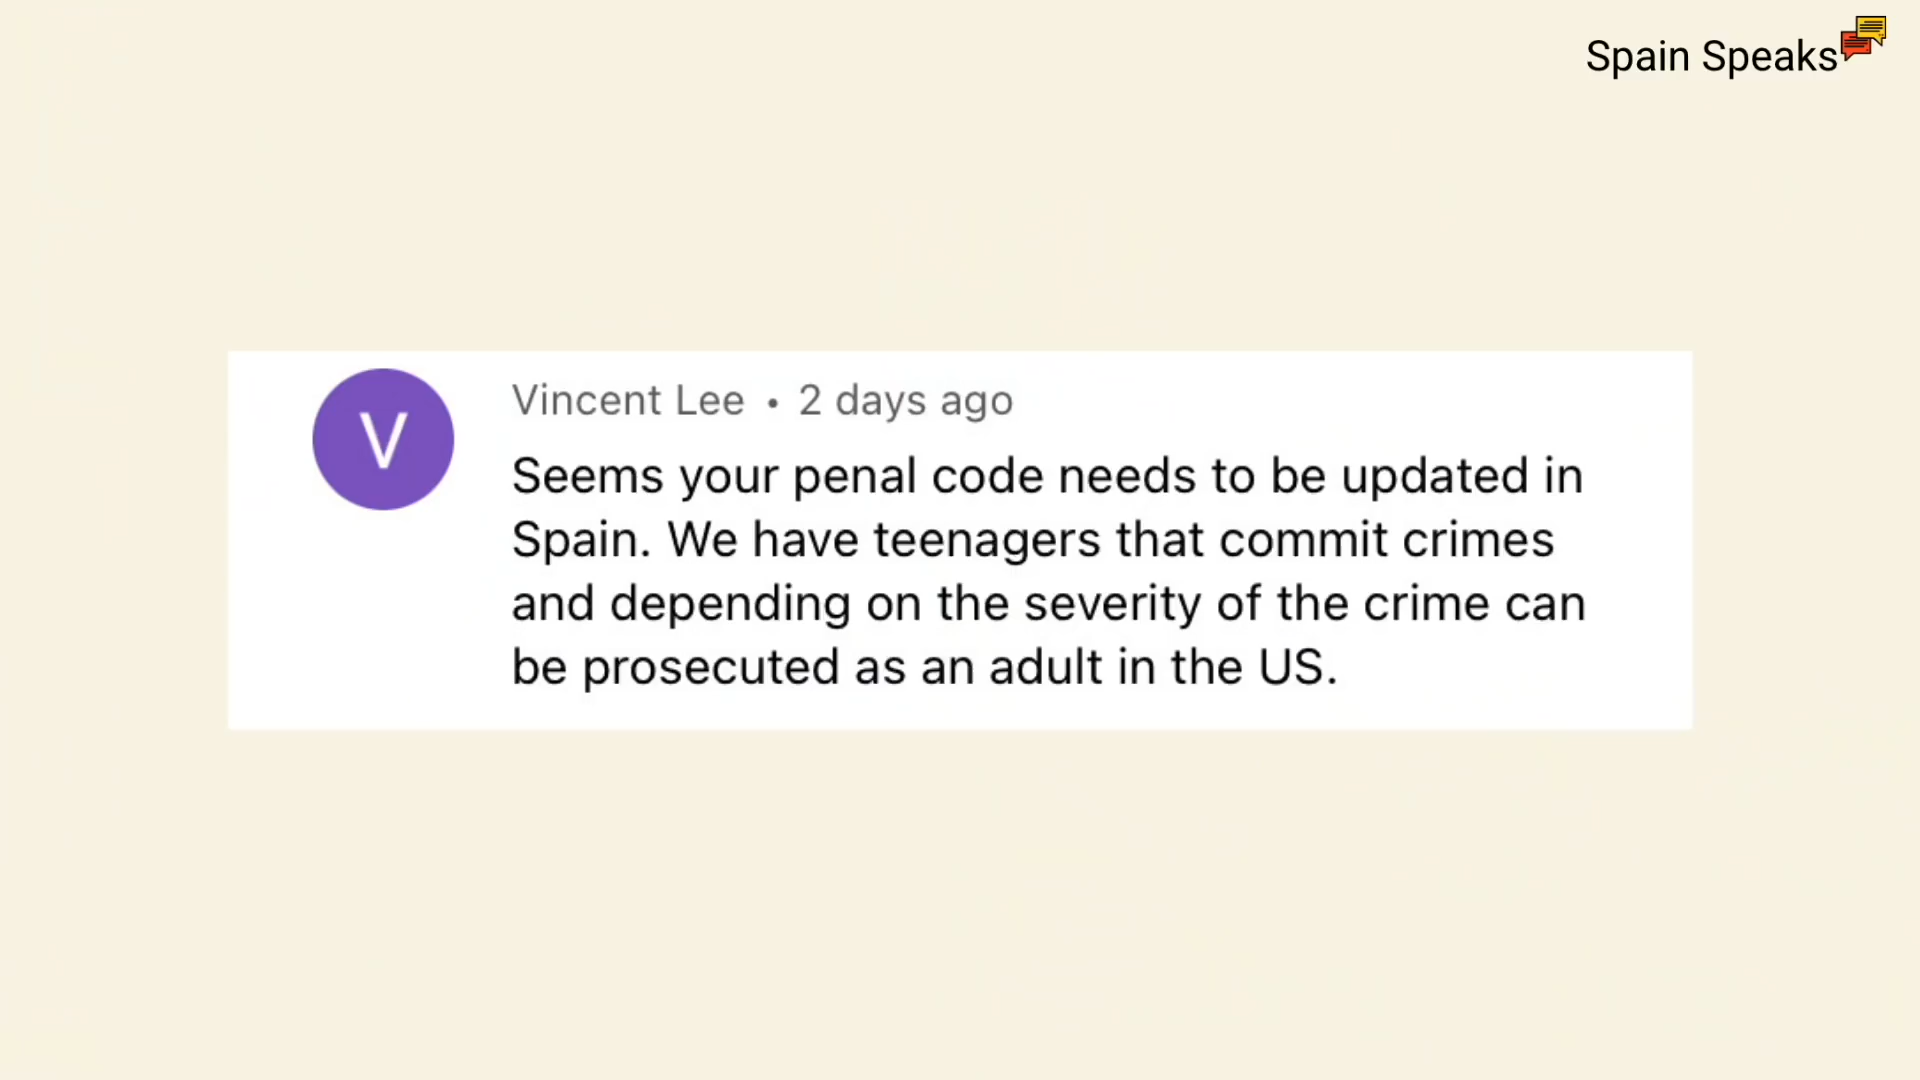 Spain Speaks
V
Vincent Lee • 2 days ago
Seems your penal code needs to be updated in
Spain. We have teenagers that commit crimes
and depending on the severity of the crime can
be prosecuted as an adult in the US.